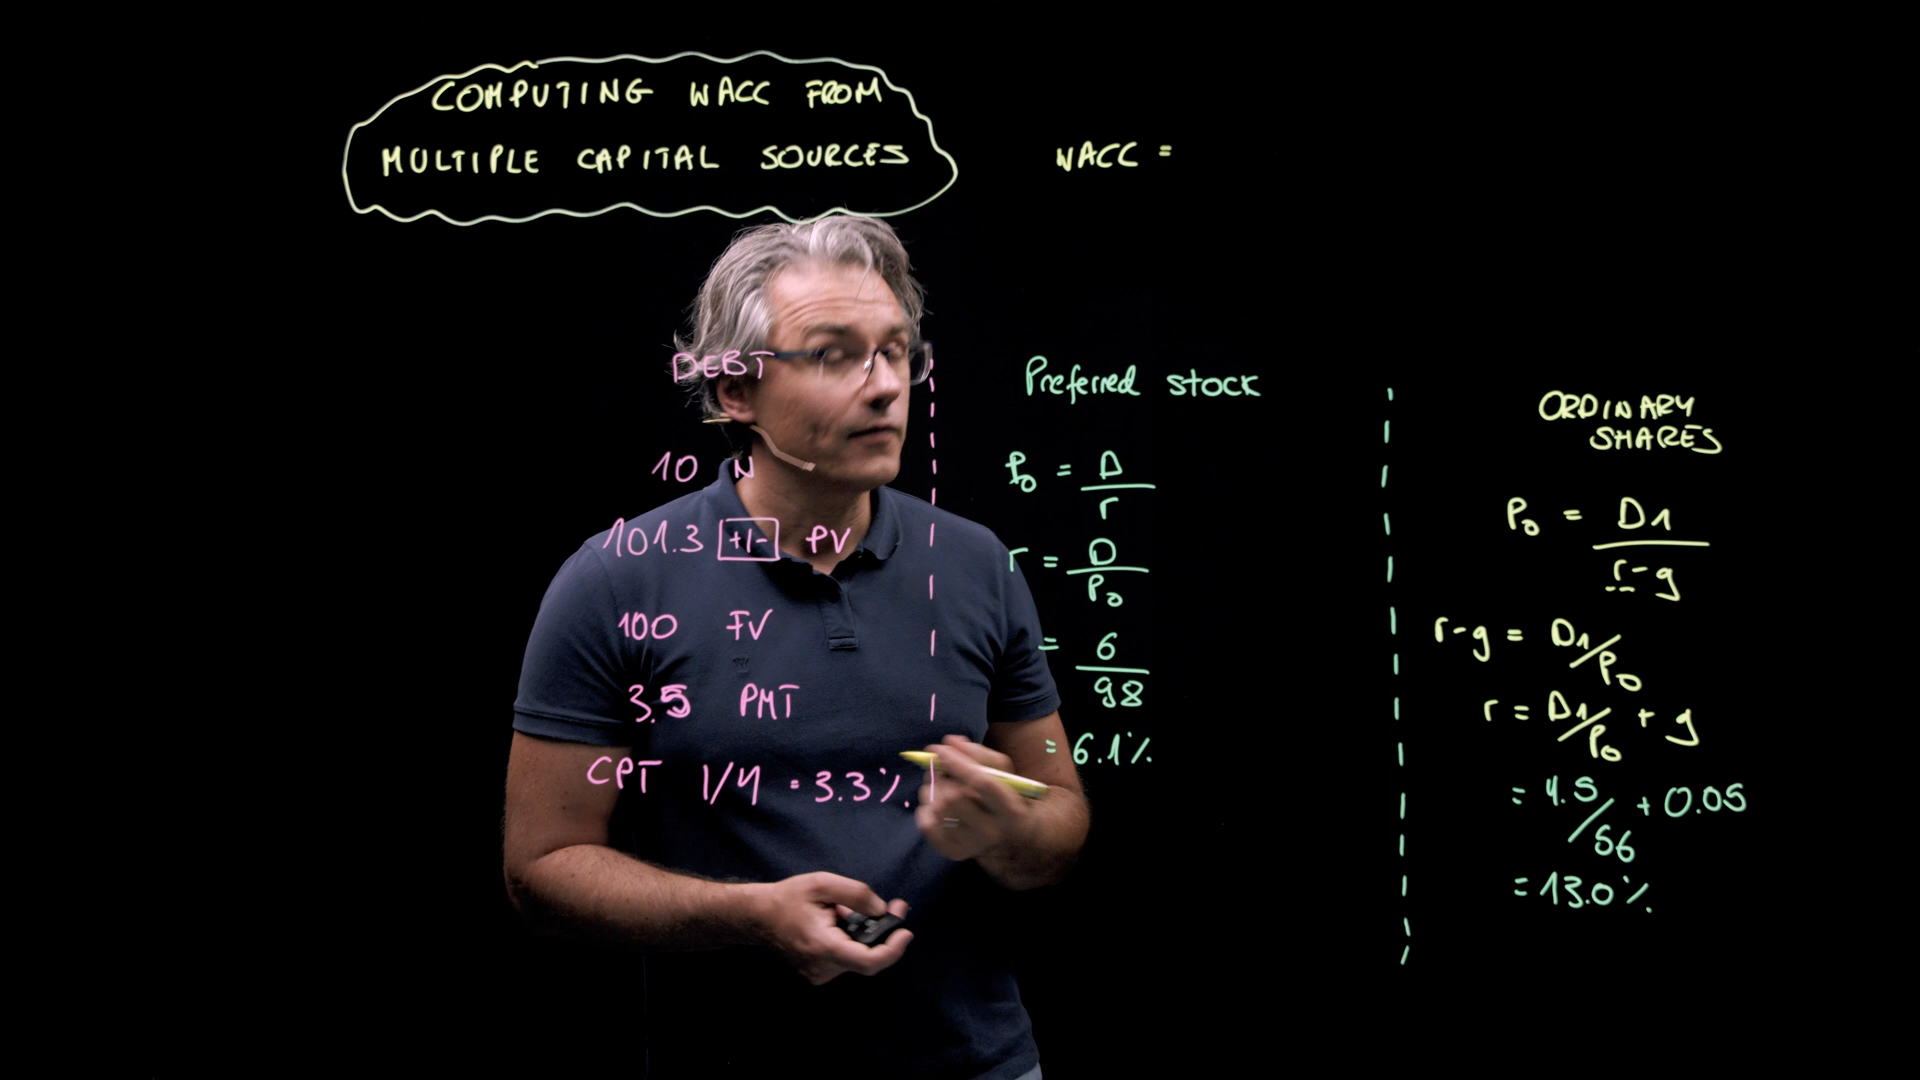 COMPUTING WACC FROM
MULTIPLE CAPITAL SOURCES
WACC =
DEBT
10 N
101.3 +/- PV
100 FV
3.5 PMT
CPT I/Y = 3.3%.
Preferred stock
P₀ = D / r
r = D / P₀
= 6 / 98
= 6.1%
ORDINARY
SHARES
P₀ = D1 / r-g
r-g = D1/P₀
r = D1/P₀ + g
= 4.5/56 + 0.05
= 13.0%.